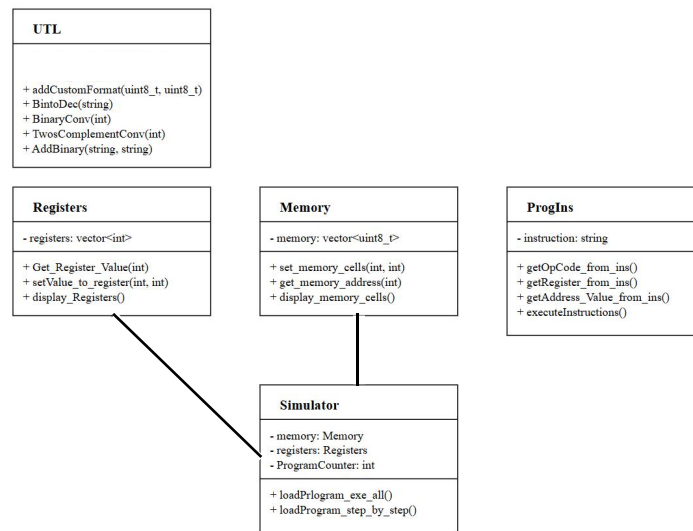 UTL
+ addCustomFormat(uint8_t, uint8_t)
+ BintoDec(string)
+ BinaryConv(int)
+ TwosComplementConv(int)
+ AddBinary(string, string)
Registers
- registers: vector<int>
+ Get_Register_Value(int)
+ setValue_to_register(int, int)
+ display_Registers()
Memory
- memory: vector<uint8_t>
+ set_memory_cells(int, int)
+ get_memory_address(int)
+ display_memory_cells()
ProgIns
- instruction: string
+ getOpCode_from_ins()
+ getRegister_from_ins()
+ getAddress_Value_from_ins()
+ executeInstructions()
Simulator
- memory: Memory
- registers: Registers
- ProgramCounter: int
+ loadPrlogram_exe_all()
+ loadProgram_step_by_step()